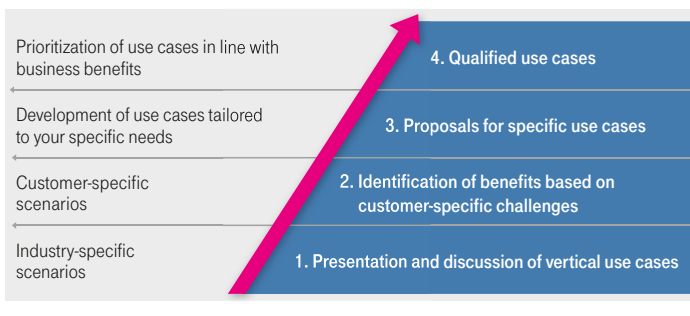 Prioritization of use cases in line with
business benefits
4. Qualified use cases
Development of use cases tailored
to your specific needs
3. Proposals for specific use cases
Customer-specific
scenarios
2. Identification of benefits based on
customer-specific challenges
Industry-specific
scenarios
1. Presentation and discussion of vertical use cases